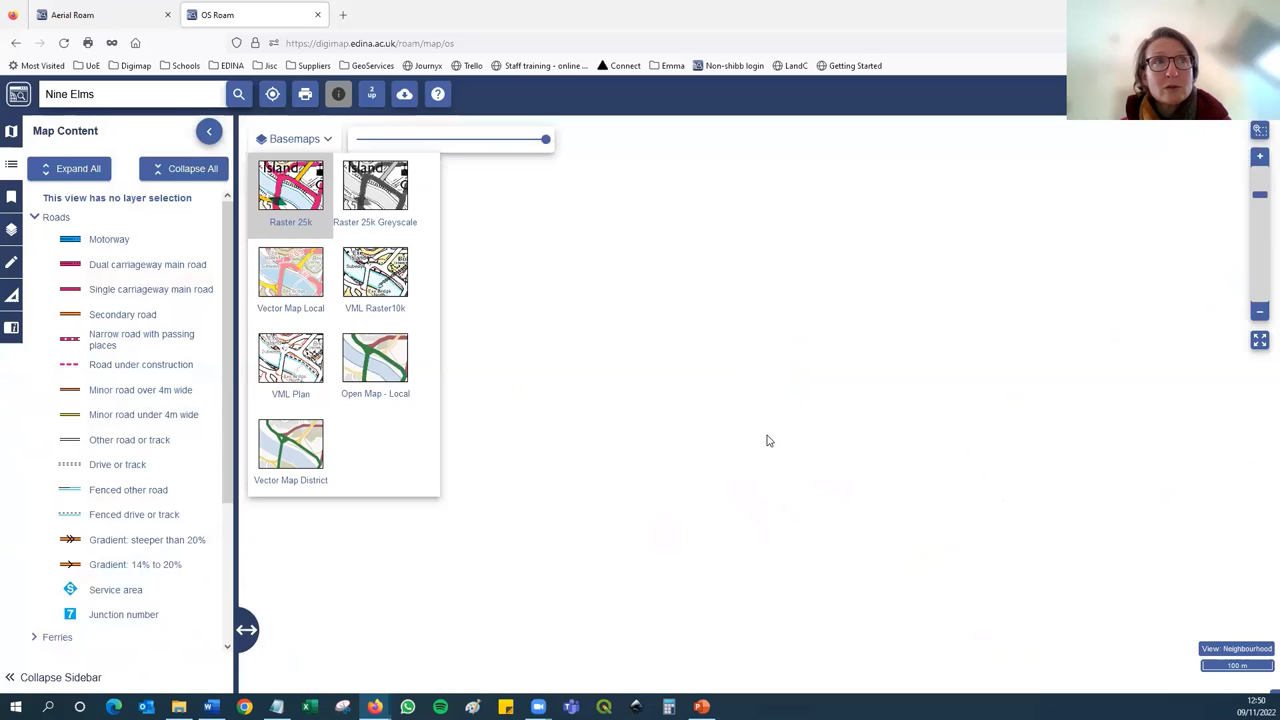 Aerial Roam
OS Roam
https://digimap.edina.ac.uk/roam/map/os
Most Visited UoE Digimap Schools EDINA Jisc Suppliers GeoServices Journyx Trello Staff training - online ... Connect Emma Non-shibb login LandC Getting Started
Nine Elms
2 up
Map Content
Expand All Collapse All
This view has no layer selection
Roads
Motorway
Dual carriageway main road
Single carriageway main road
Secondary road
Narrow road with passing
places
Road under construction
Minor road over 4m wide
Minor road under 4m wide
Other road or track
Drive or track
Fenced other road
Fenced drive or track
Gradient: steeper than 20%
Gradient: 14% to 20%
Service area
Junction number
Ferries
Collapse Sidebar
Basemaps
Island Island
Raster 25k Raster 25k Greyscale
Vector Map Local VML Raster10k
VML Plan Open Map - Local
Vector Map District
View: Neighbourhood
100 m
12:50
09/11/2022